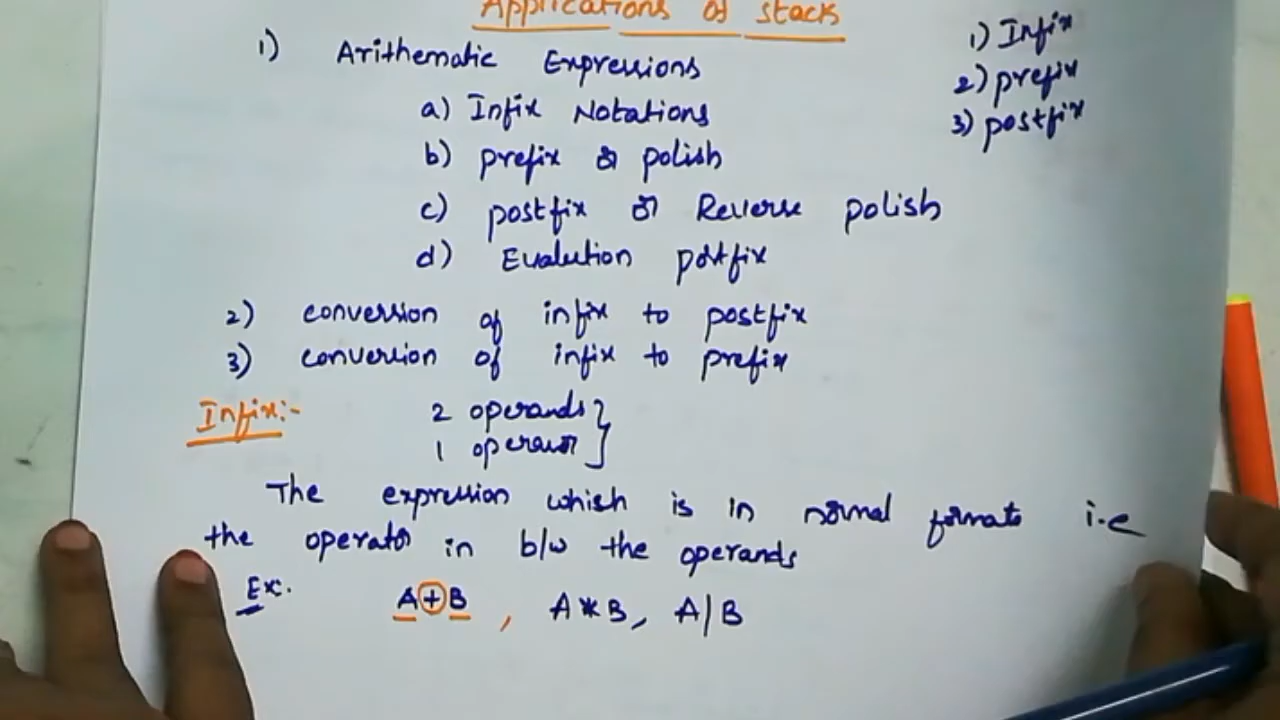 Applications of stack
1) Arithematic Expressions
a) Infix Notations
b) prefix or polish
c) postfix or Reverse polish
d) Evalution postfix
2) conversion of infix to postfix
3) conversion of infix to prefix
1) Infix
2) prefix
3) postfix
Infix:-
2 operands }
1 operator }
The expression which is in normal formate i.e
the operator in b/w the operands
Ex. A+B, A*B, A/B